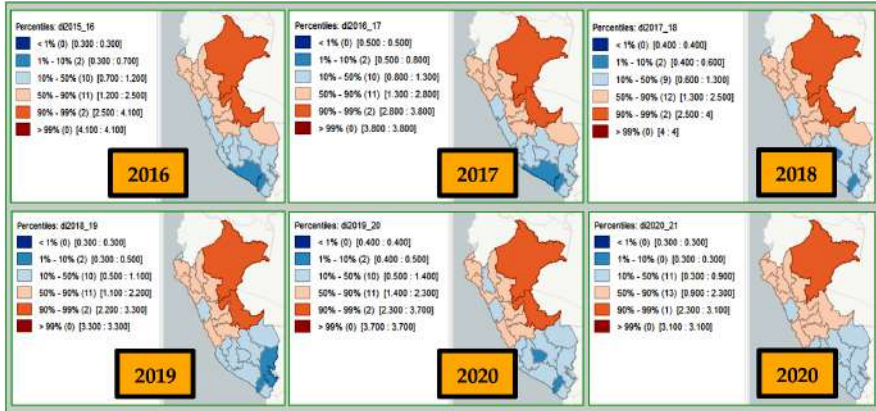 Percentiles: di2015_16
< 1% (0) [0.300 : 0.300]
1% - 10% (2) [0.300 : 0.700]
10% - 50% (10) [0.700 : 1.200]
50% - 90% (11) [1.200 : 2.500]
90% - 99% (2) [2.500 : 4.100]
> 99% (0) [4.100 : 4.100]
2016
Percentiles: di2016_17
< 1% (0) [0.500 : 0.500]
1% - 10% (2) [0.500 : 0.800]
10% - 50% (10) [0.800 : 1.300]
50% - 90% (11) [1.300 : 2.800]
90% - 99% (2) [2.800 : 3.800]
> 99% (0) [3.800 : 3.800]
2017
Percentiles: di2017_18
< 1% (0) [0.400 : 0.400]
1% - 10% (2) [0.400 : 0.600]
10% - 50% (9) [0.600 : 1.300]
50% - 90% (12) [1.300 : 2.500]
90% - 99% (2) [2.500 : 4]
> 99% (0) [4 : 4]
2018
Percentiles: di2018_19
< 1% (0) [0.300 : 0.300]
1% - 10% (2) [0.300 : 0.500]
10% - 50% (10) [0.500 : 1.100]
50% - 90% (11) [1.100 : 2.200]
90% - 99% (2) [2.200 : 3.300]
> 99% (0) [3.300 : 3.300]
2019
Percentiles: di2019_20
< 1% (0) [0.400 : 0.400]
1% - 10% (2) [0.400 : 0.500]
10% - 50% (10) [0.500 : 1.400]
50% - 90% (11) [1.400 : 2.300]
90% - 99% (2) [2.300 : 3.700]
> 99% (0) [3.700 : 3.700]
2020
Percentiles: di2020_21
< 1% (0) [0.300 : 0.300]
1% - 10% (0) [0.300 : 0.300]
10% - 50% (11) [0.300 : 0.900]
50% - 90% (13) [0.900 : 2.300]
90% - 99% (1) [2.300 : 3.100]
> 99% (0) [3.100 : 3.100]
2020